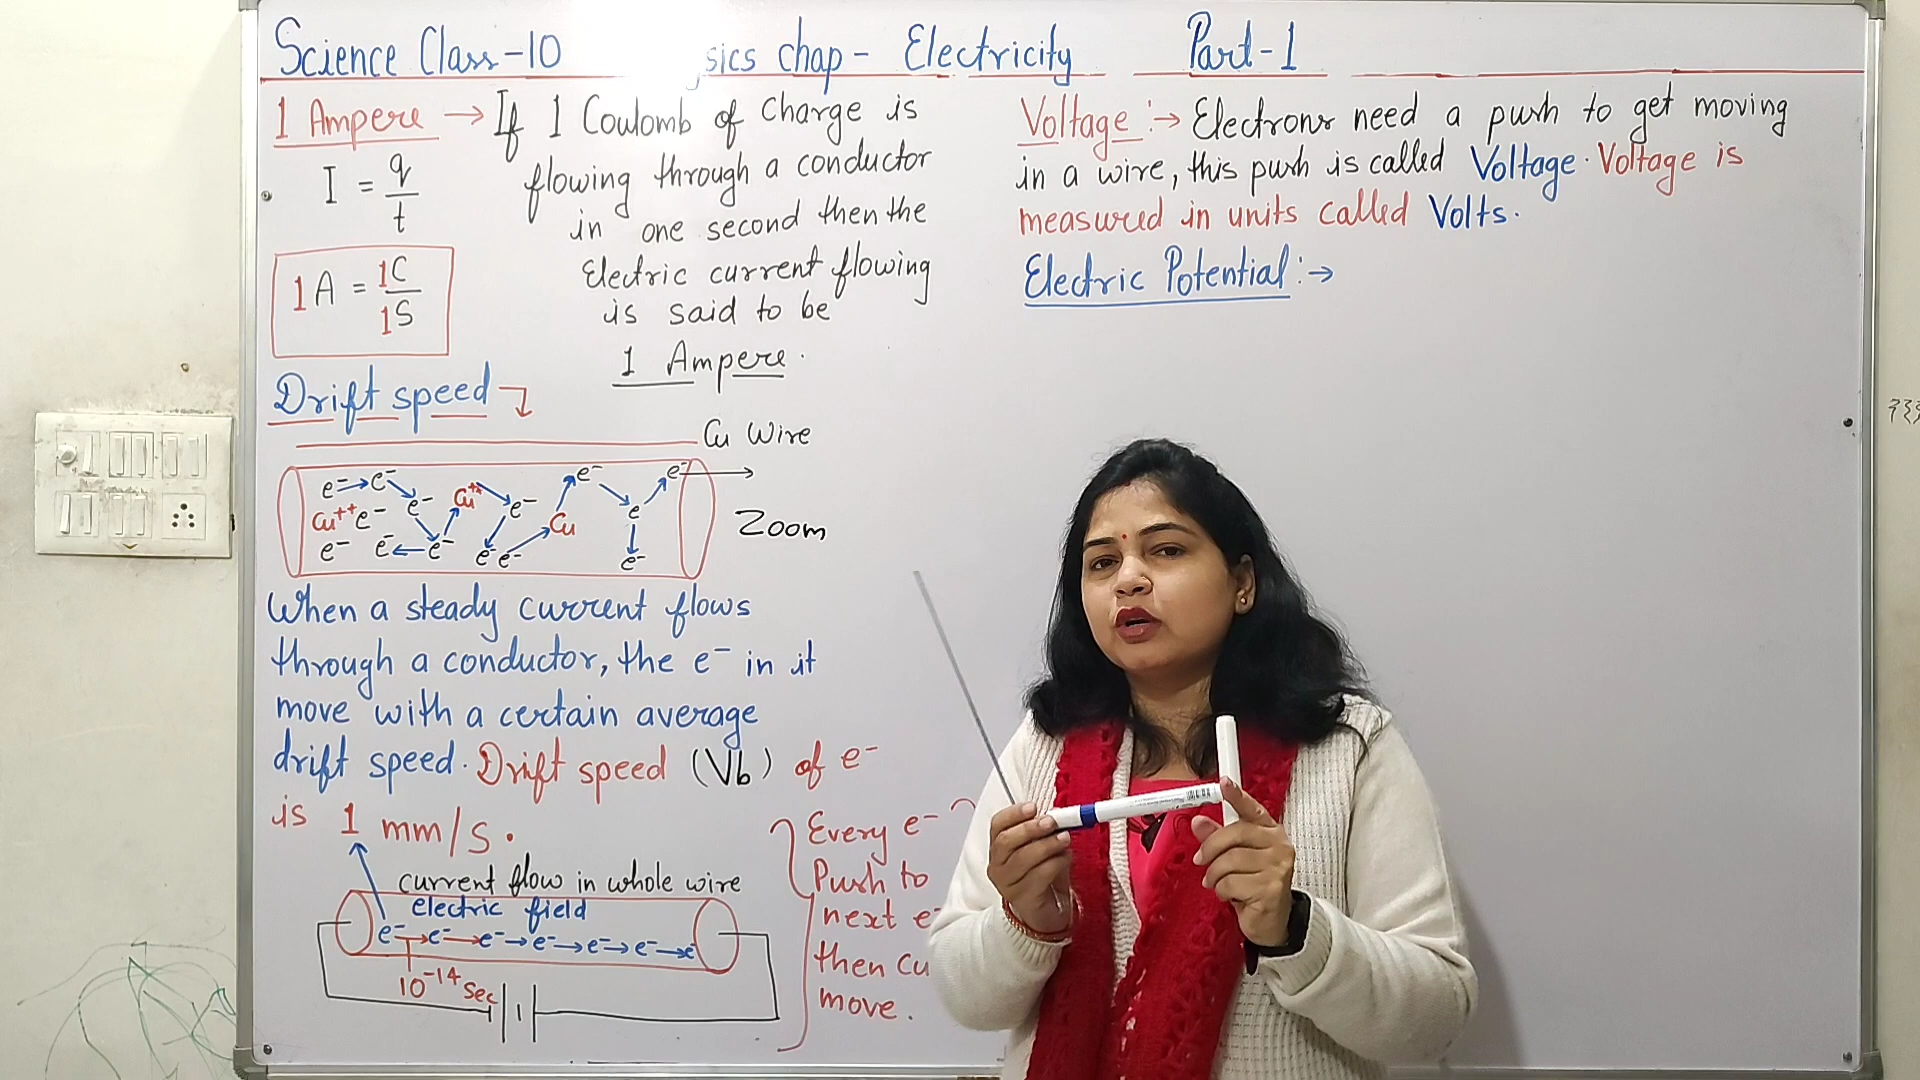 Science Class-10 sics chap- Electricity Part-1
1 Ampere → If 1 Coulomb of Charge is
flowing through a conductor
in one second then the
Electric current flowing
is said to be
1 Ampere.
I = q/t
1A = 1C/1S
Drift speed
Cu Wire
e- → e- e- Cu++ e- e- e e-
Cu++ e- Cu
e- e- ← e- e- e- e-
Zoom
When a steady current flows
through a conductor, the e- in it
move with a certain average
drift speed. Drift speed (Vb) of e-
is 1 mm/s.
current flow in whole wire
electric field
e- → e- → e- → e- → e- → e- → e
10-14 sec
Every e-
Push to
next e-
then cu
move.
Voltage :→ Electrons need a push to get moving
in a wire, this push is called Voltage. Voltage is
measured in units called Volts.
Electric Potential :→